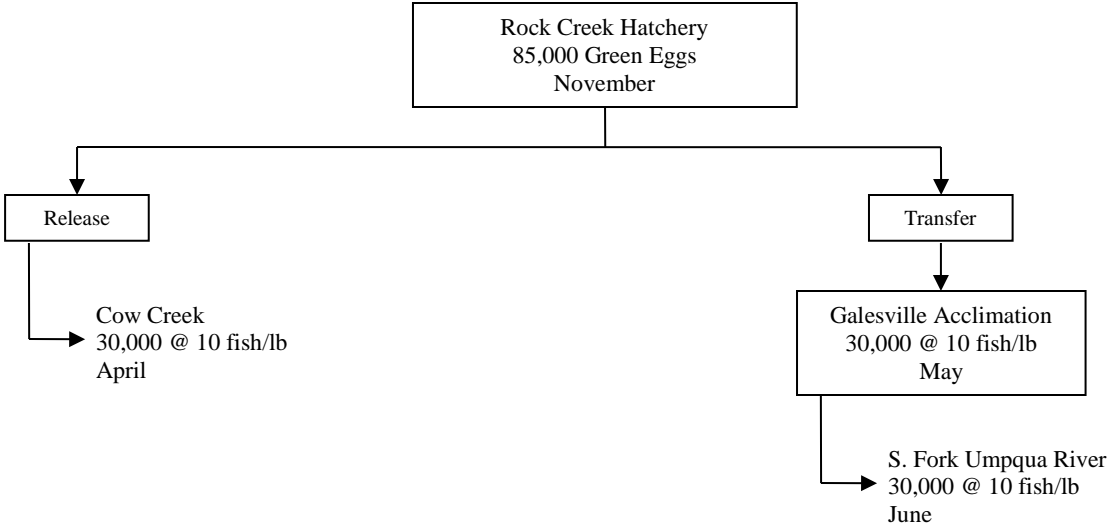 Rock Creek Hatchery
85,000 Green Eggs
November
Release
Transfer
Cow Creek
30,000 @ 10 fish/lb
April
Galesville Acclimation
30,000 @ 10 fish/lb
May
S. Fork Umpqua River
30,000 @ 10 fish/lb
June